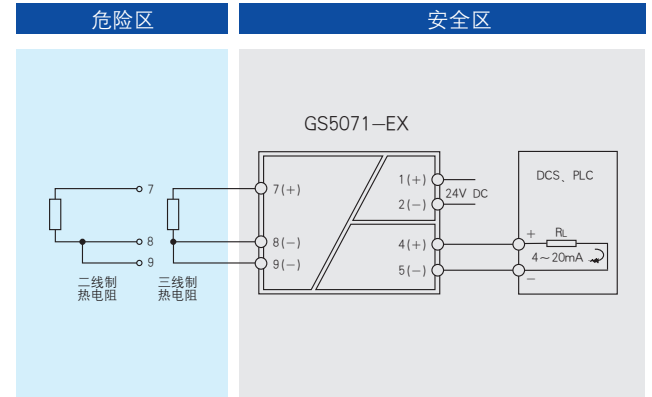 危险区
安全区
GS5071-EX
7
8
9
二线制
热电阻
三线制
热电阻
7(+)
8(-)
9(-)
1(+)
2(-)
24V DC
4(+)
5(-)
DCS、PLC
+
RL
4~20mA
-